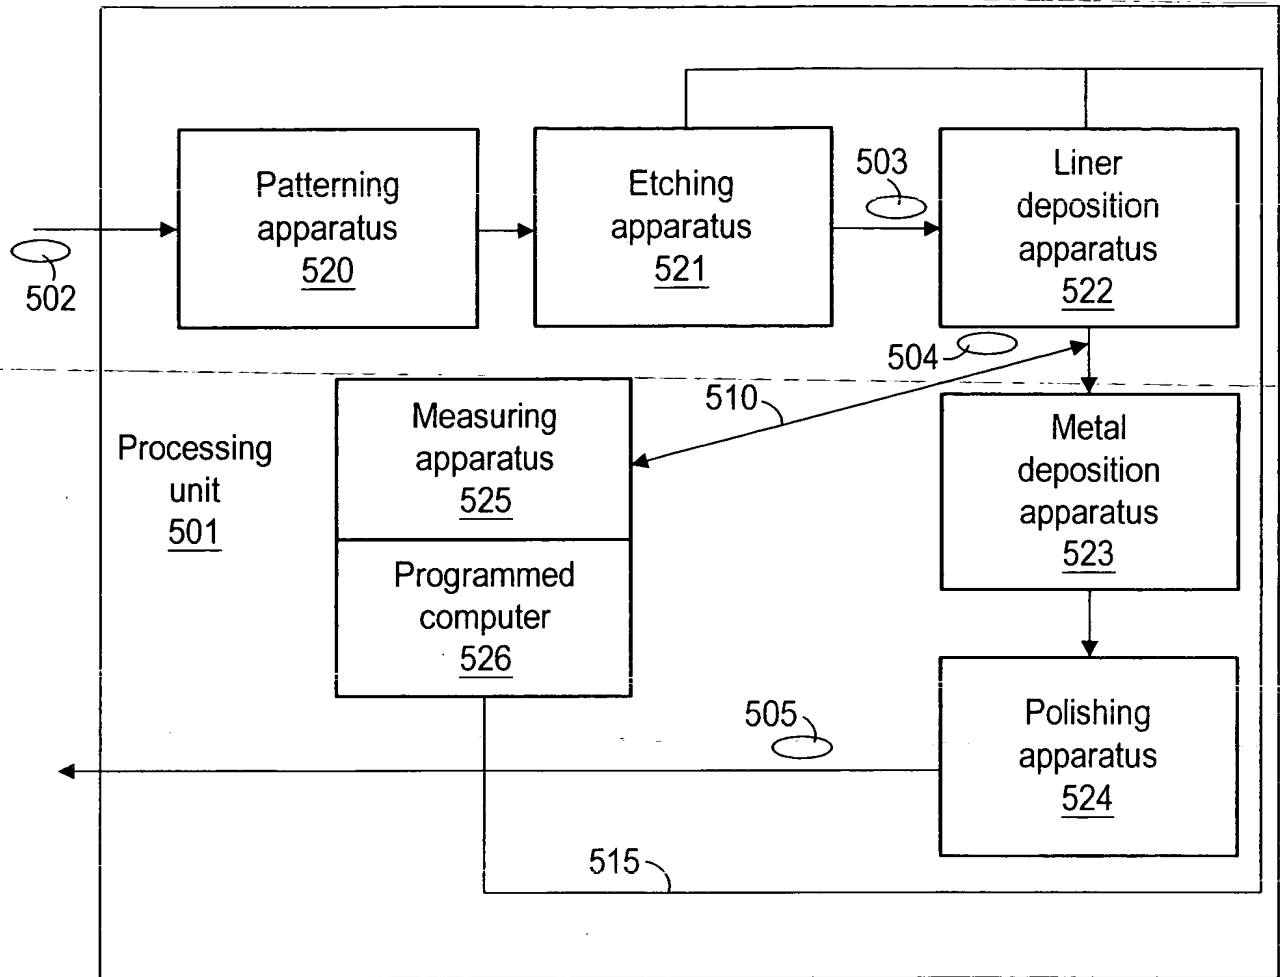 Patterning
apparatus
520
Etching
apparatus
521
503
Liner
deposition
apparatus
522
502
504
510
Processing
unit
501
Measuring
apparatus
525
Programmed
computer
526
Metal
deposition
apparatus
523
505
Polishing
apparatus
524
515